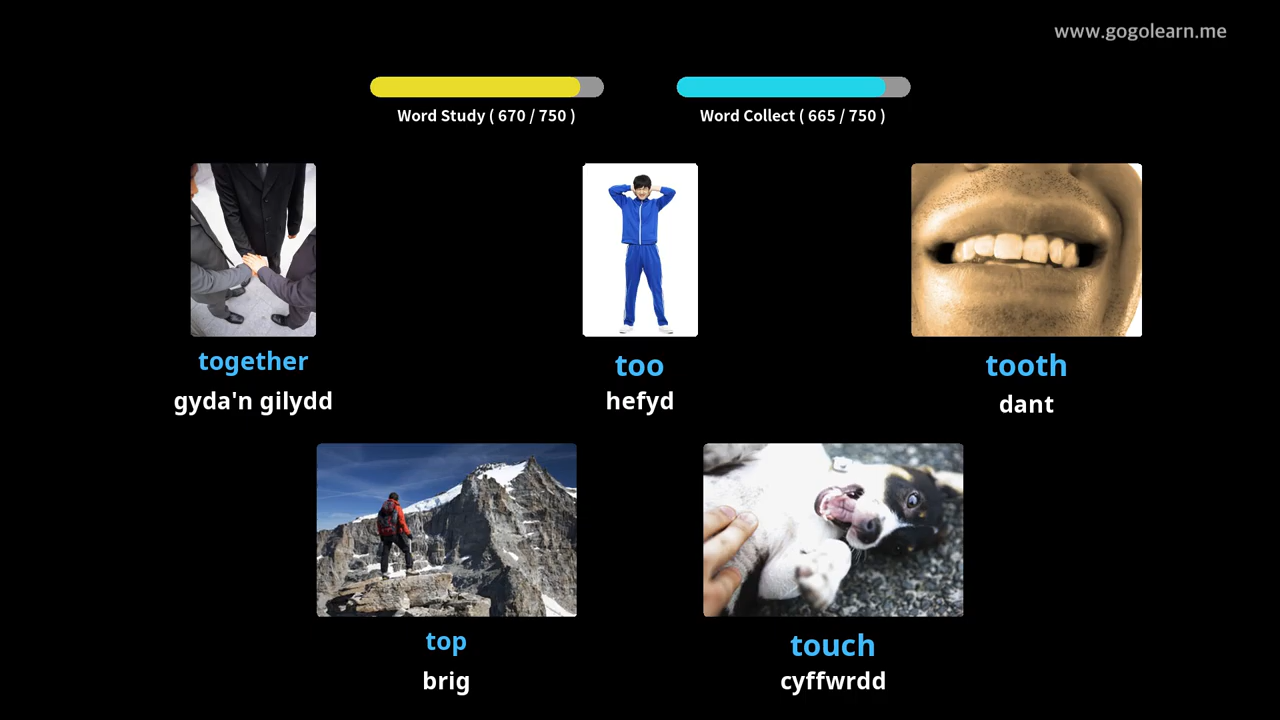 www.gogolearn.me
Word Study ( 670 / 750 )
Word Collect ( 665 / 750 )
together
gyda'n gilydd
too
hefyd
tooth
dant
top
brig
touch
cyffwrdd